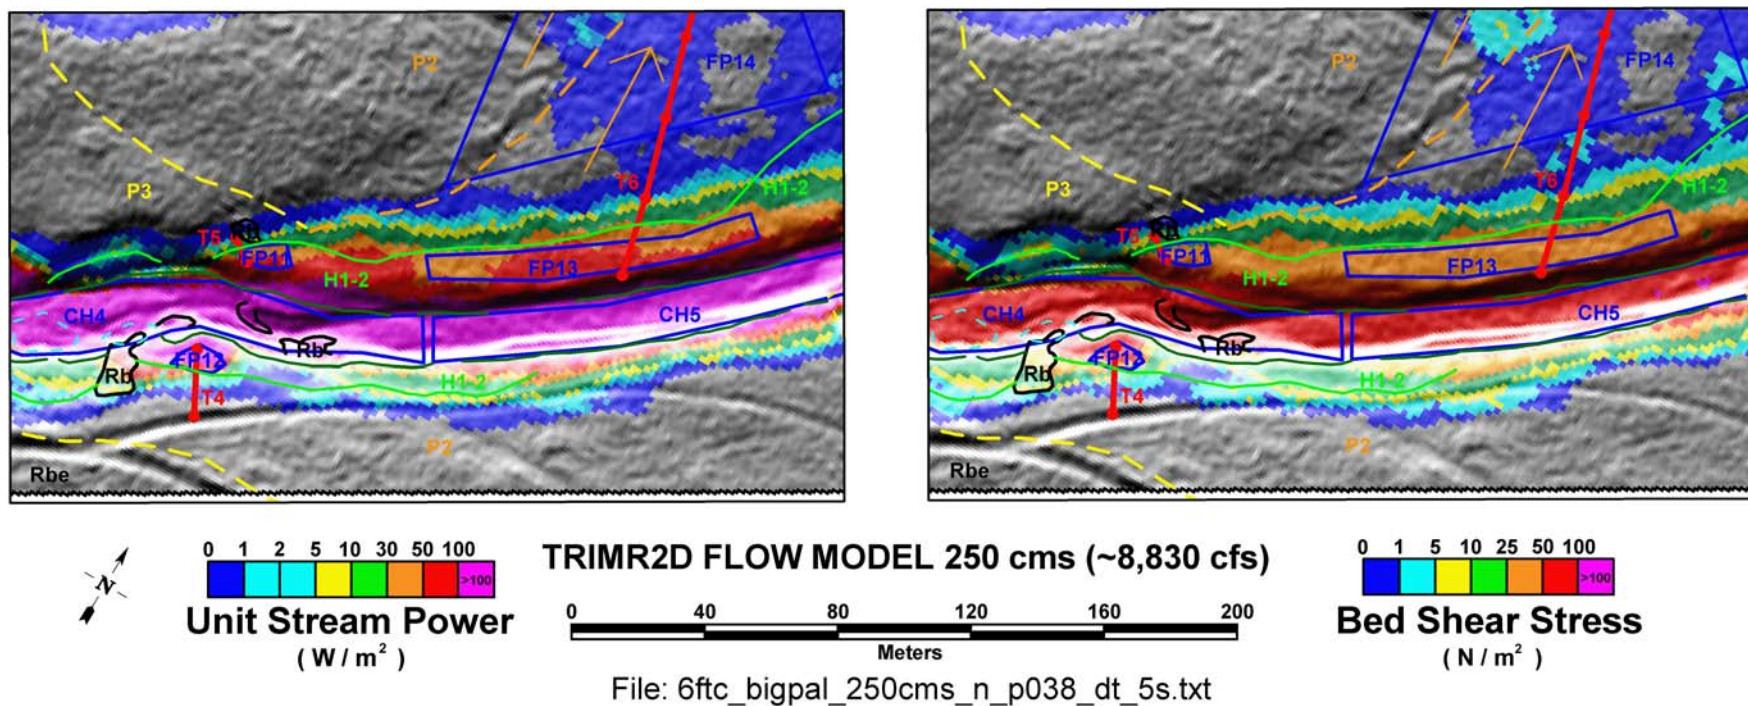 P2
FP14
P3
T6
H1-2
T5
Rb
FP11
FP13
H1-2
CH4
CH5
Rb
FP12
Rb
H1-2
T4
P2
Rbe
P2
FP14
P3
T6
H1-2
T5
Rb
FP11
FP13
H1-2
CH4
CH5
Rb
FP12
Rb
H1-2
T4
P2
Rbe
N
0 1 2 5 10 30 50 100
>100
Unit Stream Power
( W / m² )
TRIMR2D FLOW MODEL 250 cms (~8,830 cfs)
0 40 80 120 160 200
Meters
File: 6ftc_bigpal_250cms_n_p038_dt_5s.txt
0 1 5 10 25 50 100
>100
Bed Shear Stress
( N / m² )